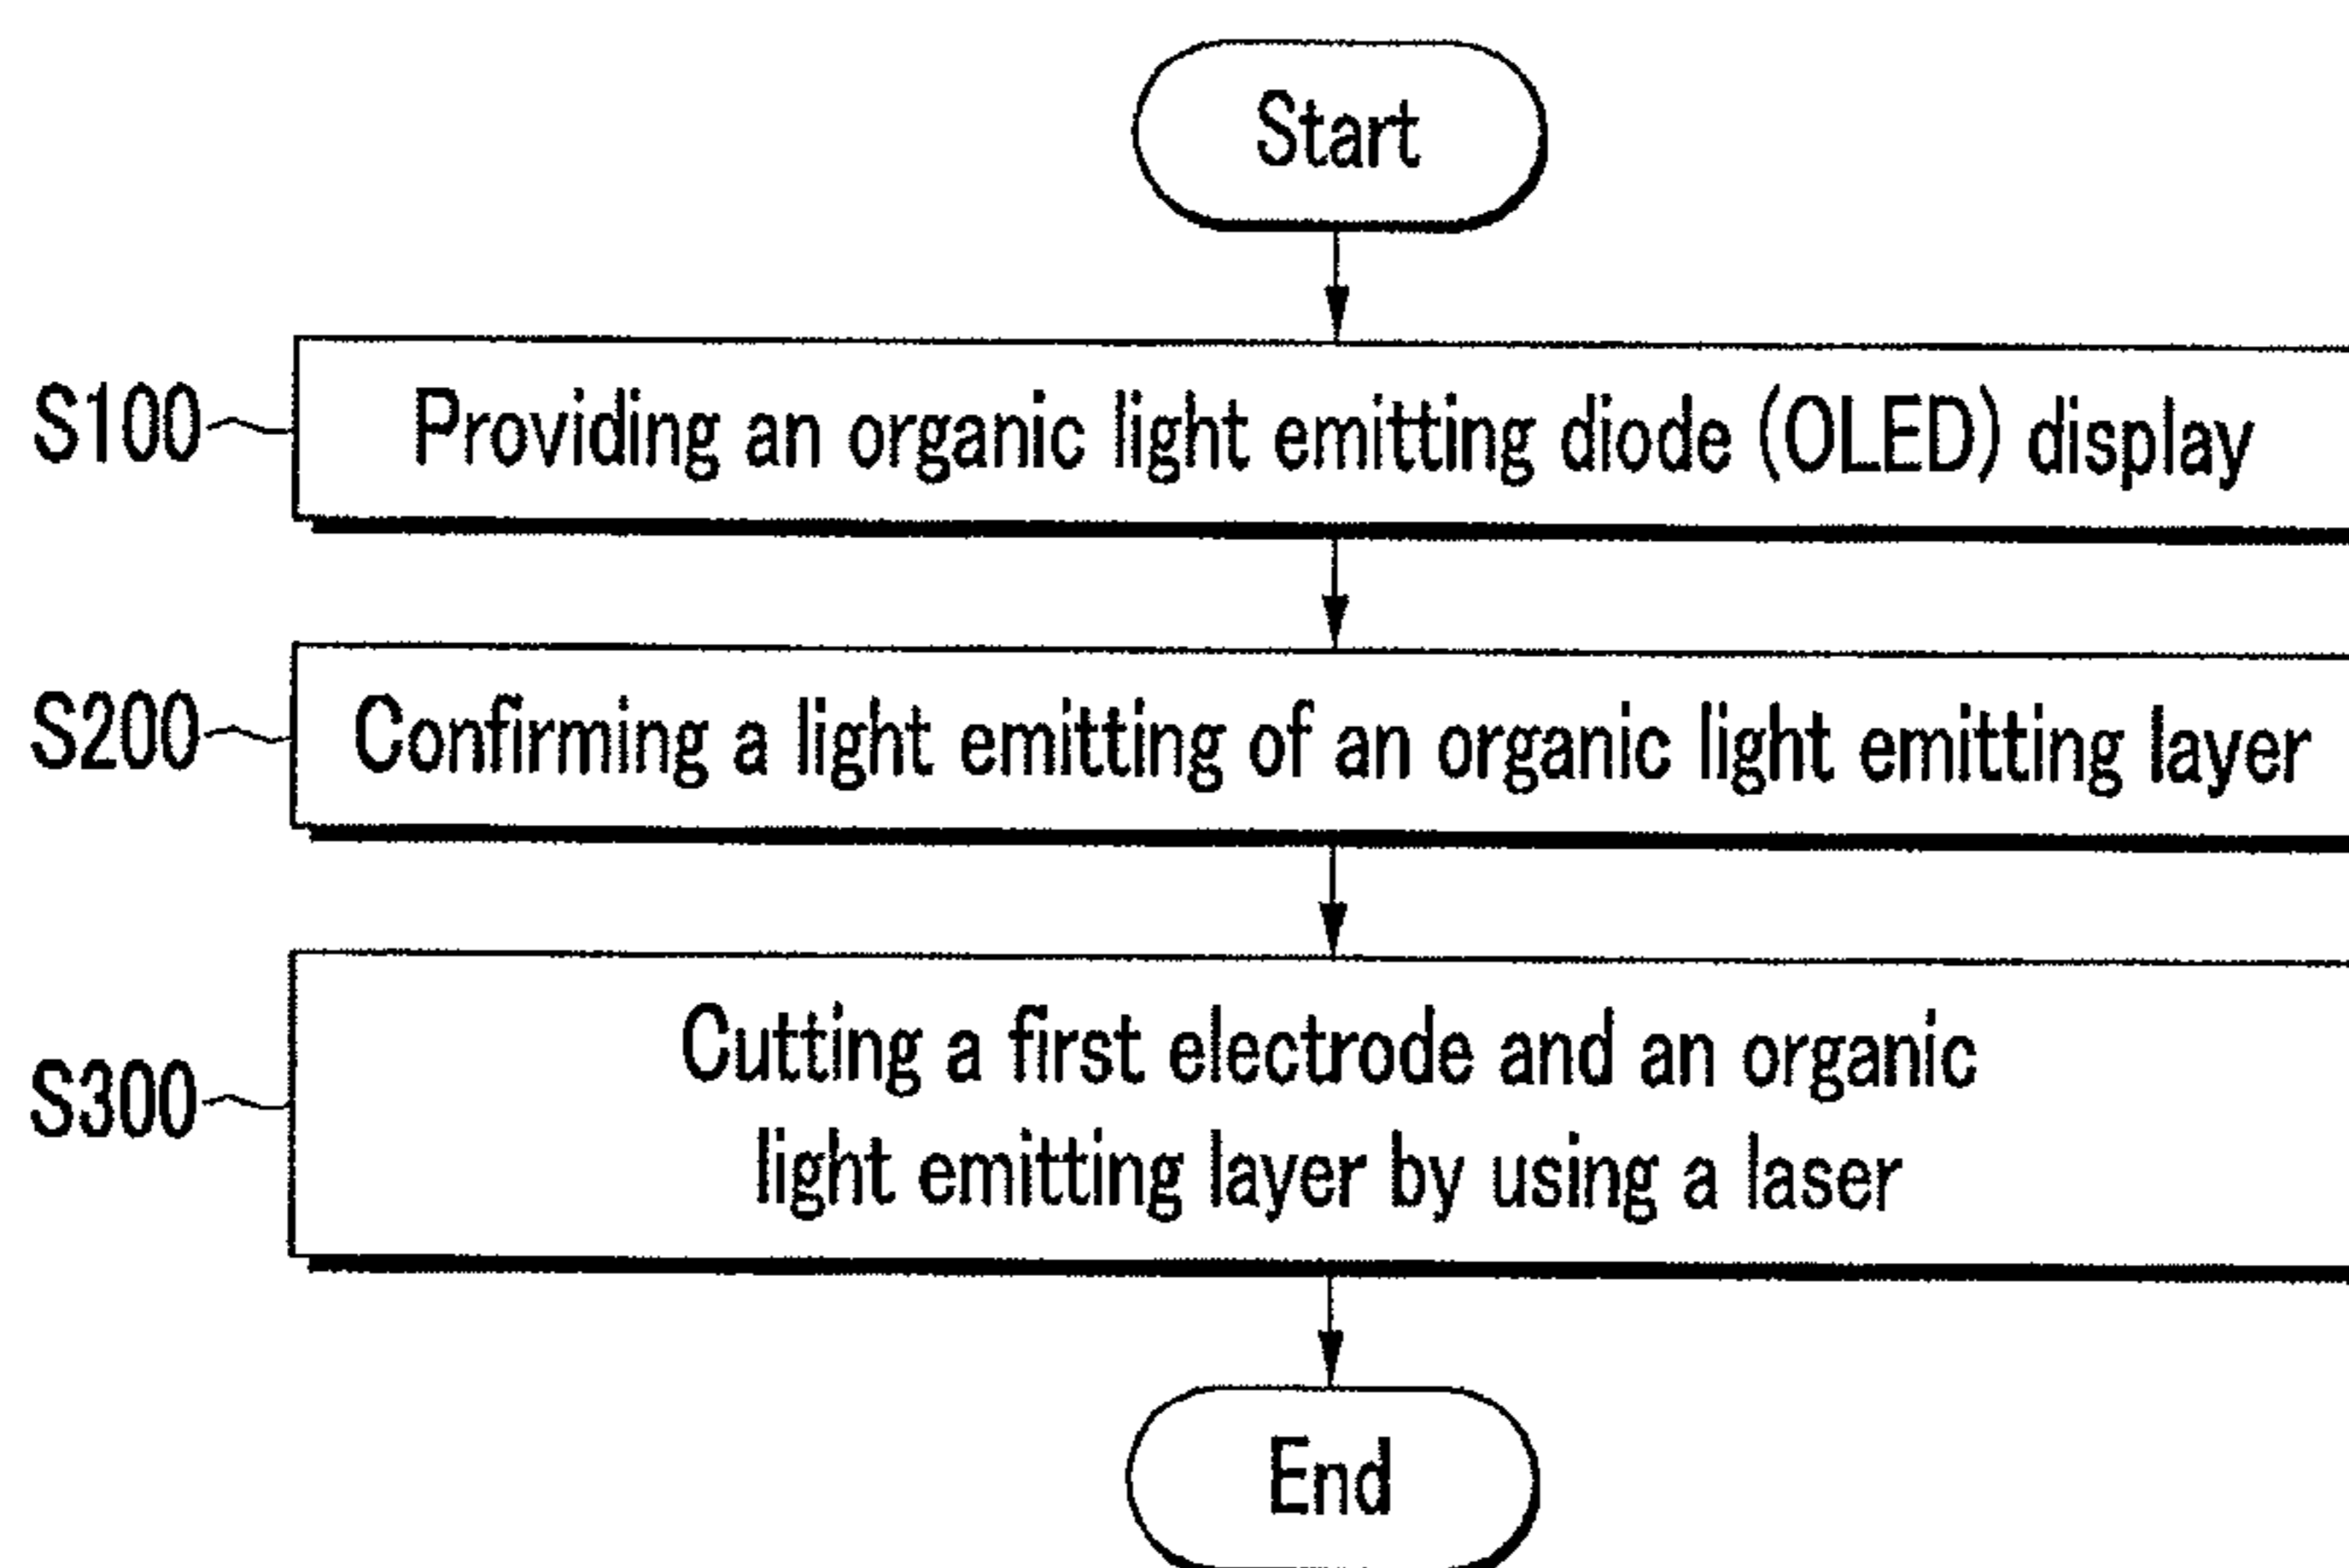 Start
S100
Providing an organic light emitting diode (OLED) display
S200
Confirming a light emitting of an organic light emitting layer
S300
Cutting a first electrode and an organic
light emitting layer by using a laser
End